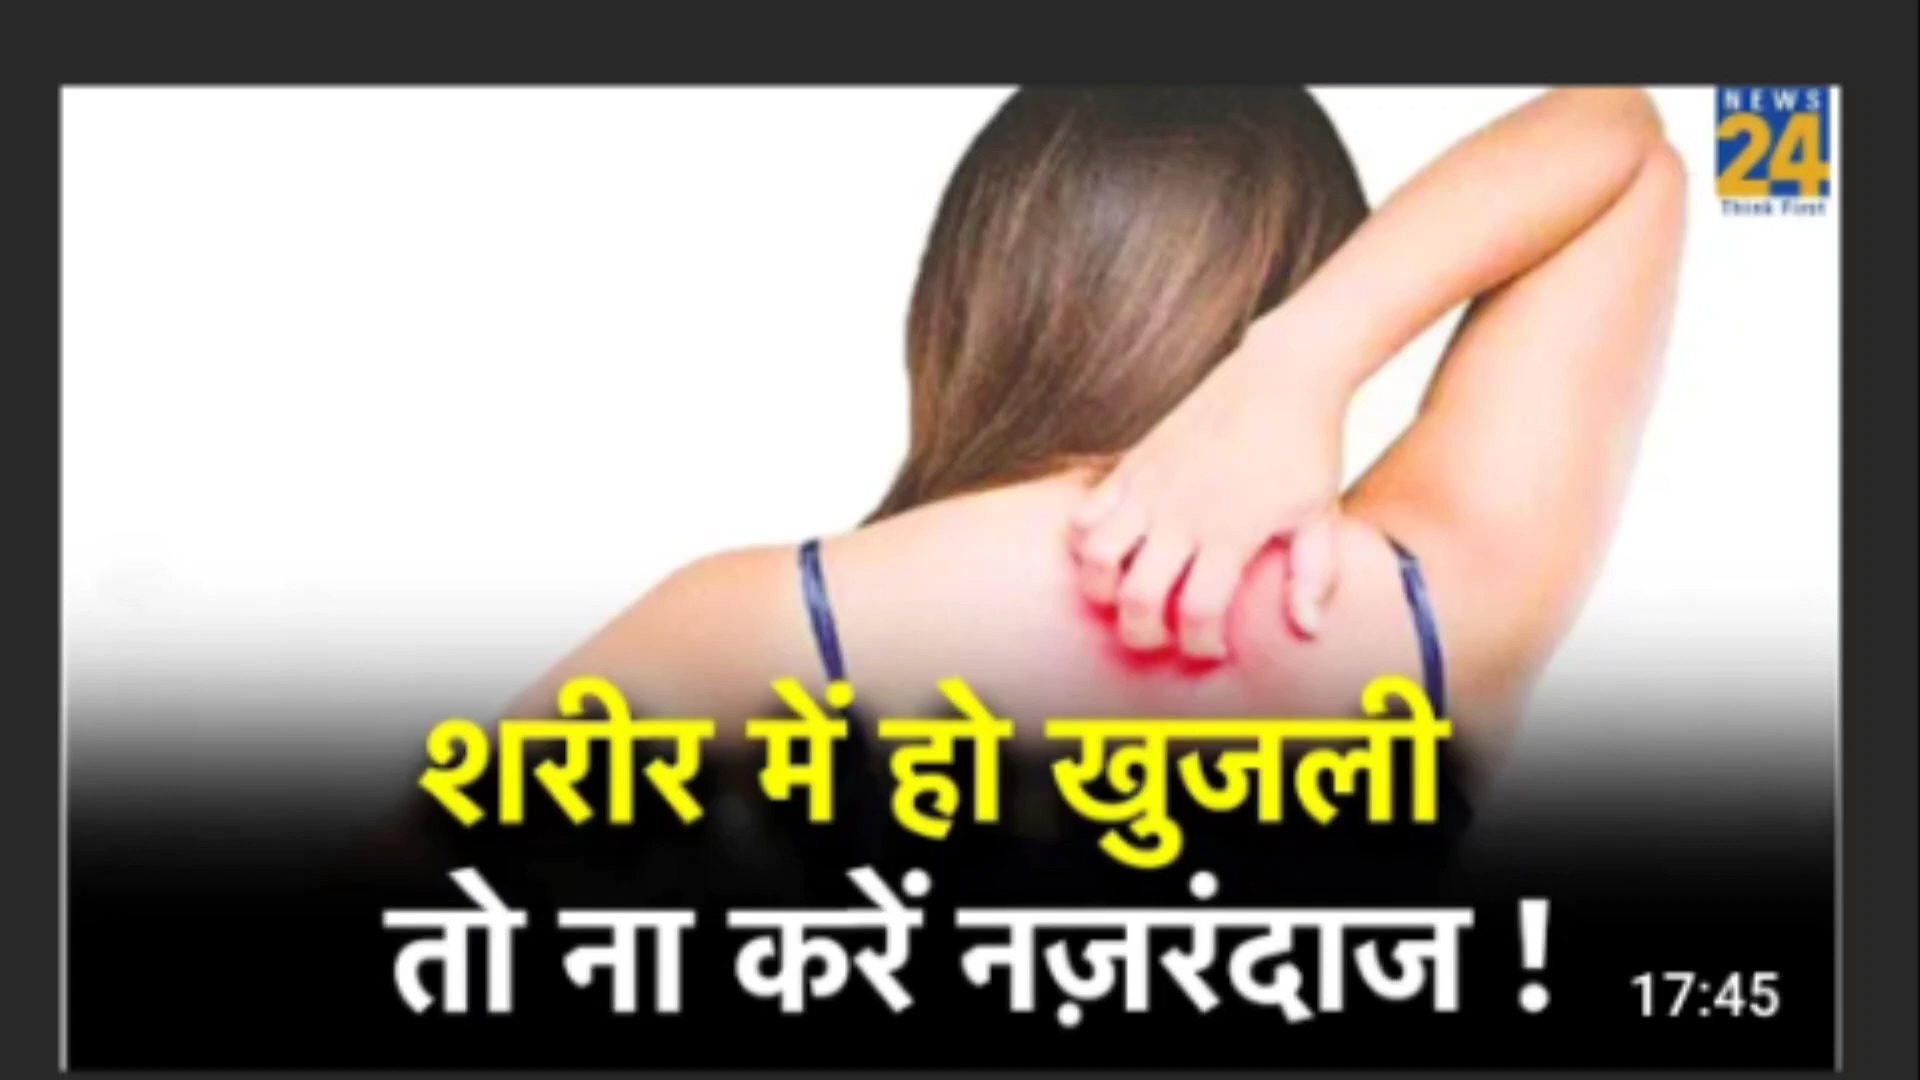 NEWS
24
Think First
शरीर में हो खुजली
तो ना करें नज़रंदाज !
17:45